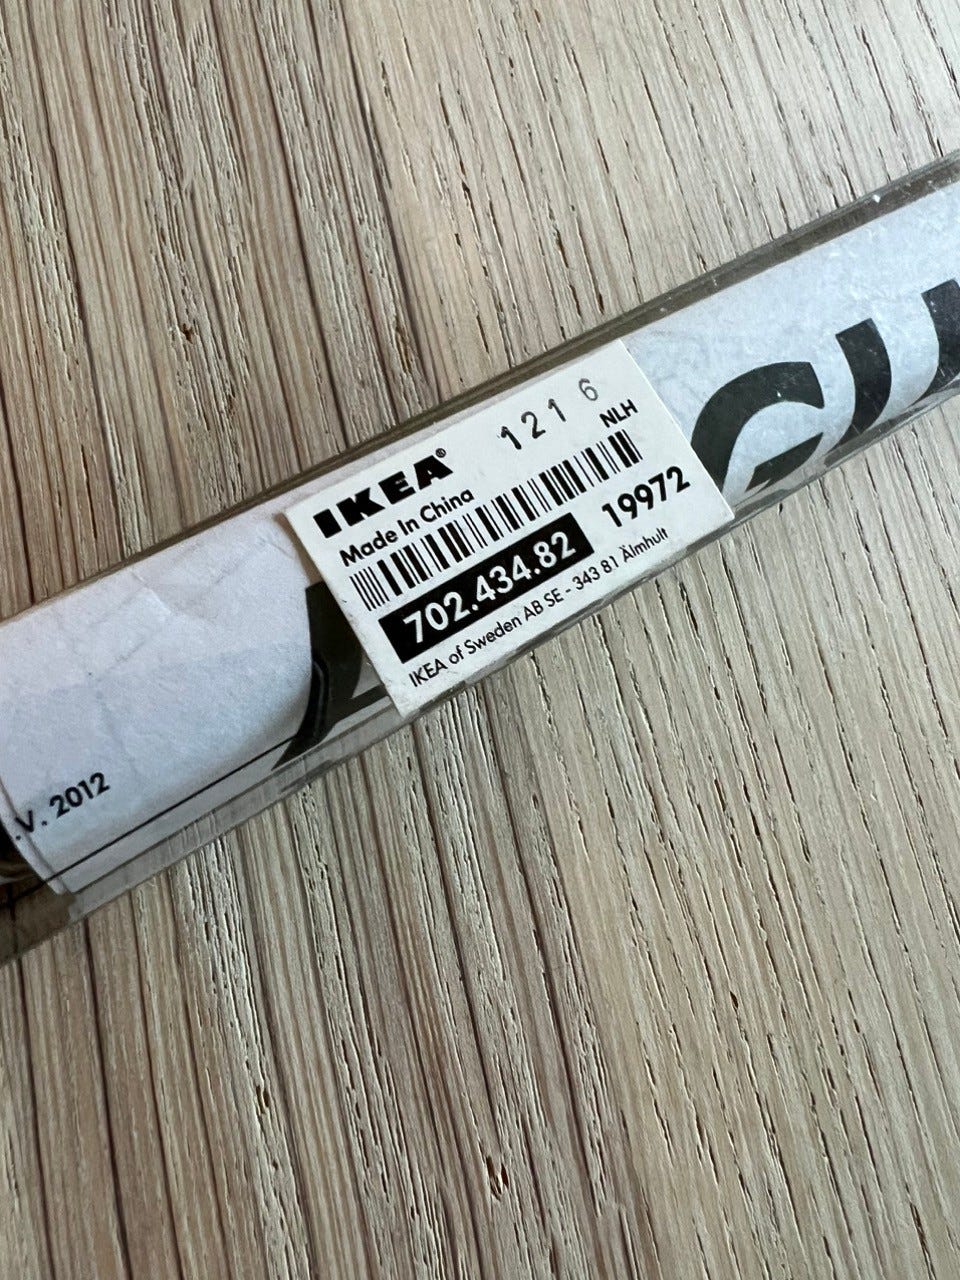 IKEA®
1216
Made In China
NLH
702.434.82
19972
IKEA of Sweden AB SE - 343 81 Älmhult
V. 2012